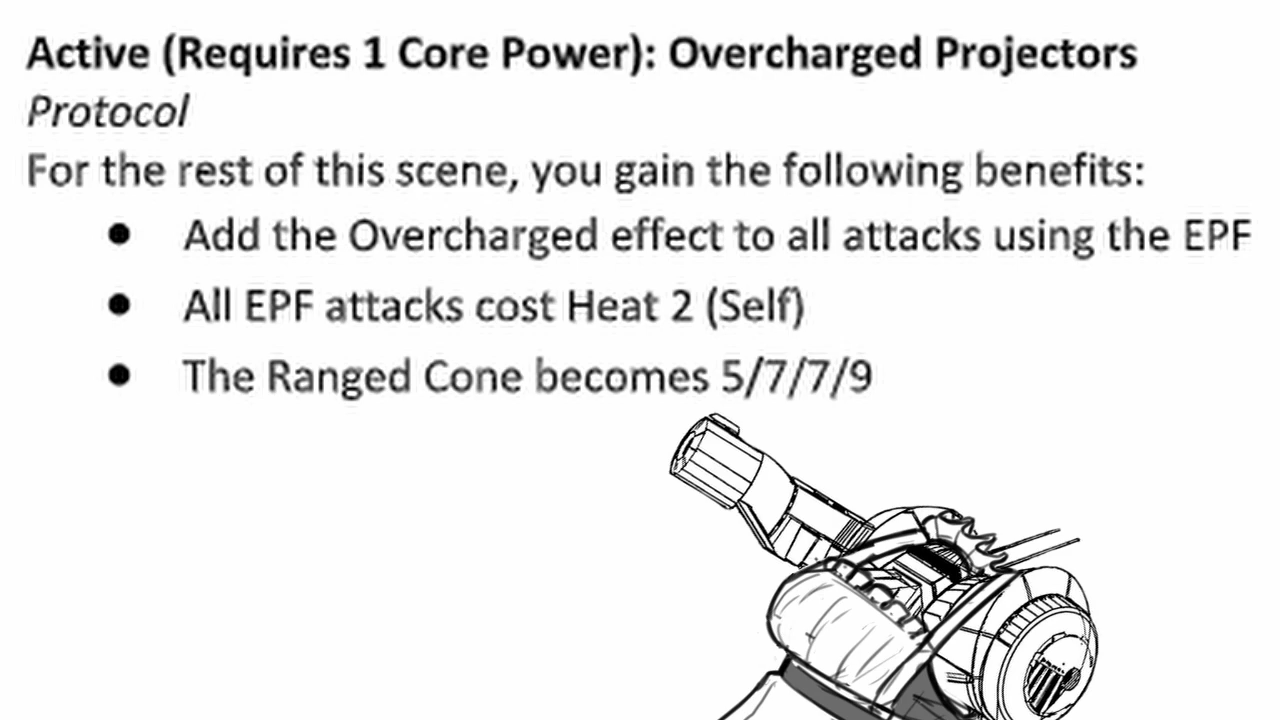 Active (Requires 1 Core Power): Overcharged Projectors
Protocol
For the rest of this scene, you gain the following benefits:
● Add the Overcharged effect to all attacks using the EPF
● All EPF attacks cost Heat 2 (Self)
● The Ranged Cone becomes 5/7/7/9